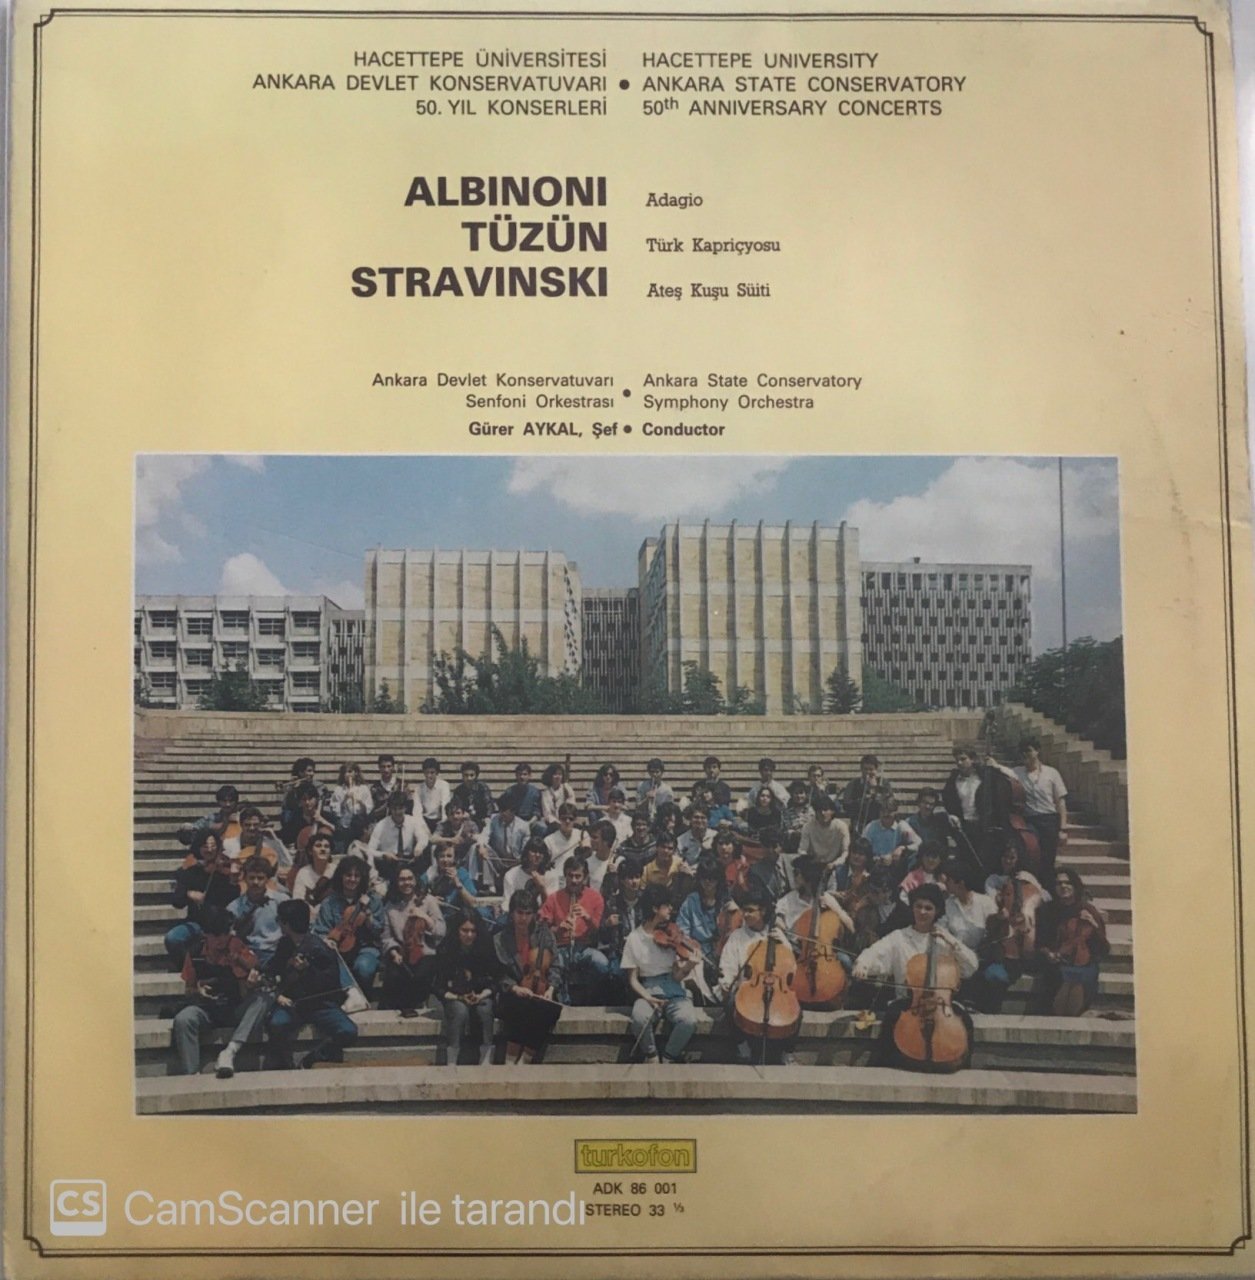 HACETTEPE ÜNİVERSİTESİ HACETTEPE UNIVERSITY
ANKARA DEVLET KONSERVATUVARI • ANKARA STATE CONSERVATORY
50. YIL KONSERLERİ 50th ANNIVERSARY CONCERTS
ALBINONI Adagio
TÜZÜN Türk Kapriçyosu
STRAVINSKI Ateş Kuşu Süiti
Ankara Devlet Konservatuvarı • Ankara State Conservatory
Senfoni Orkestrası Symphony Orchestra
Gürer AYKAL, Şef • Conductor
turkofon
ADK 86 001
STEREO 33 ⅓
CS CamScanner ile tarandı